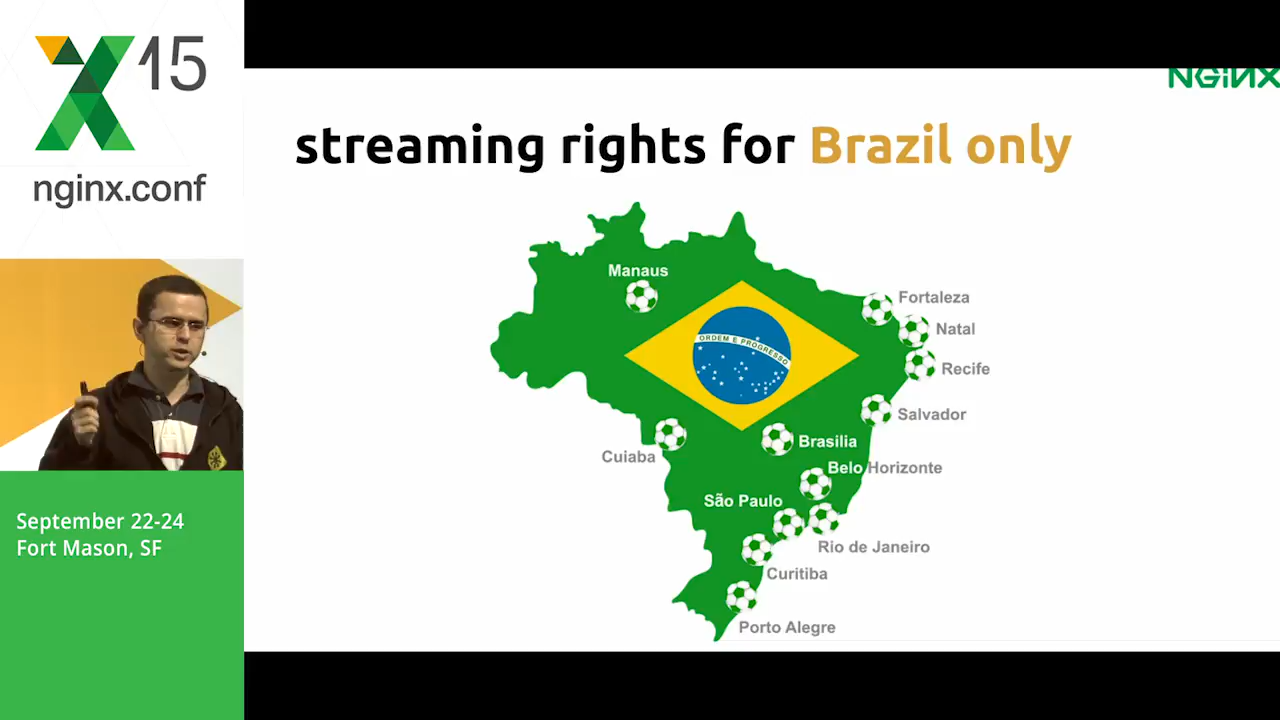 15
nginx.conf
September 22-24
Fort Mason, SF
NGINX
streaming rights for Brazil only
Manaus
ORDEM E PROGRESSO
Fortaleza
Natal
Recife
Salvador
Cuiaba
Brasilia
Belo Horizonte
São Paulo
Rio de Janeiro
Curitiba
Porto Alegre